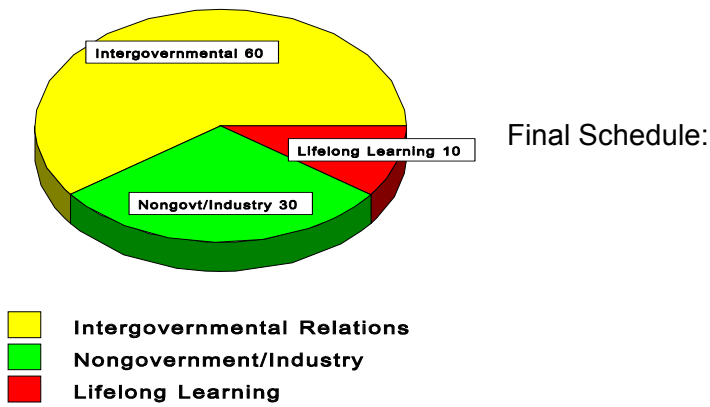 Intergovernmental 60
Final Schedule:
Lifelong Learning 10
Nongovt/Industry 30
Intergovernmental Relations
Nongovernment/Industry
Lifelong Learning